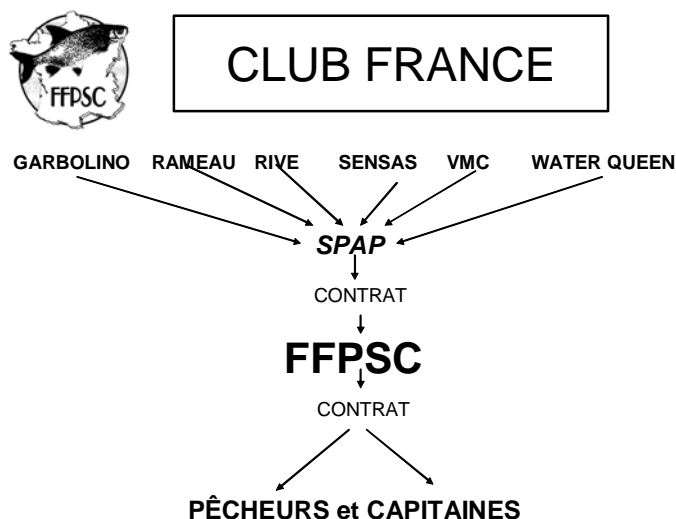 FFPSC
CLUB FRANCE
GARBOLINO RAMEAU RIVE SENSAS VMC WATER QUEEN
SPAP
CONTRAT
FFPSC
CONTRAT
PÊCHEURS et CAPITAINES